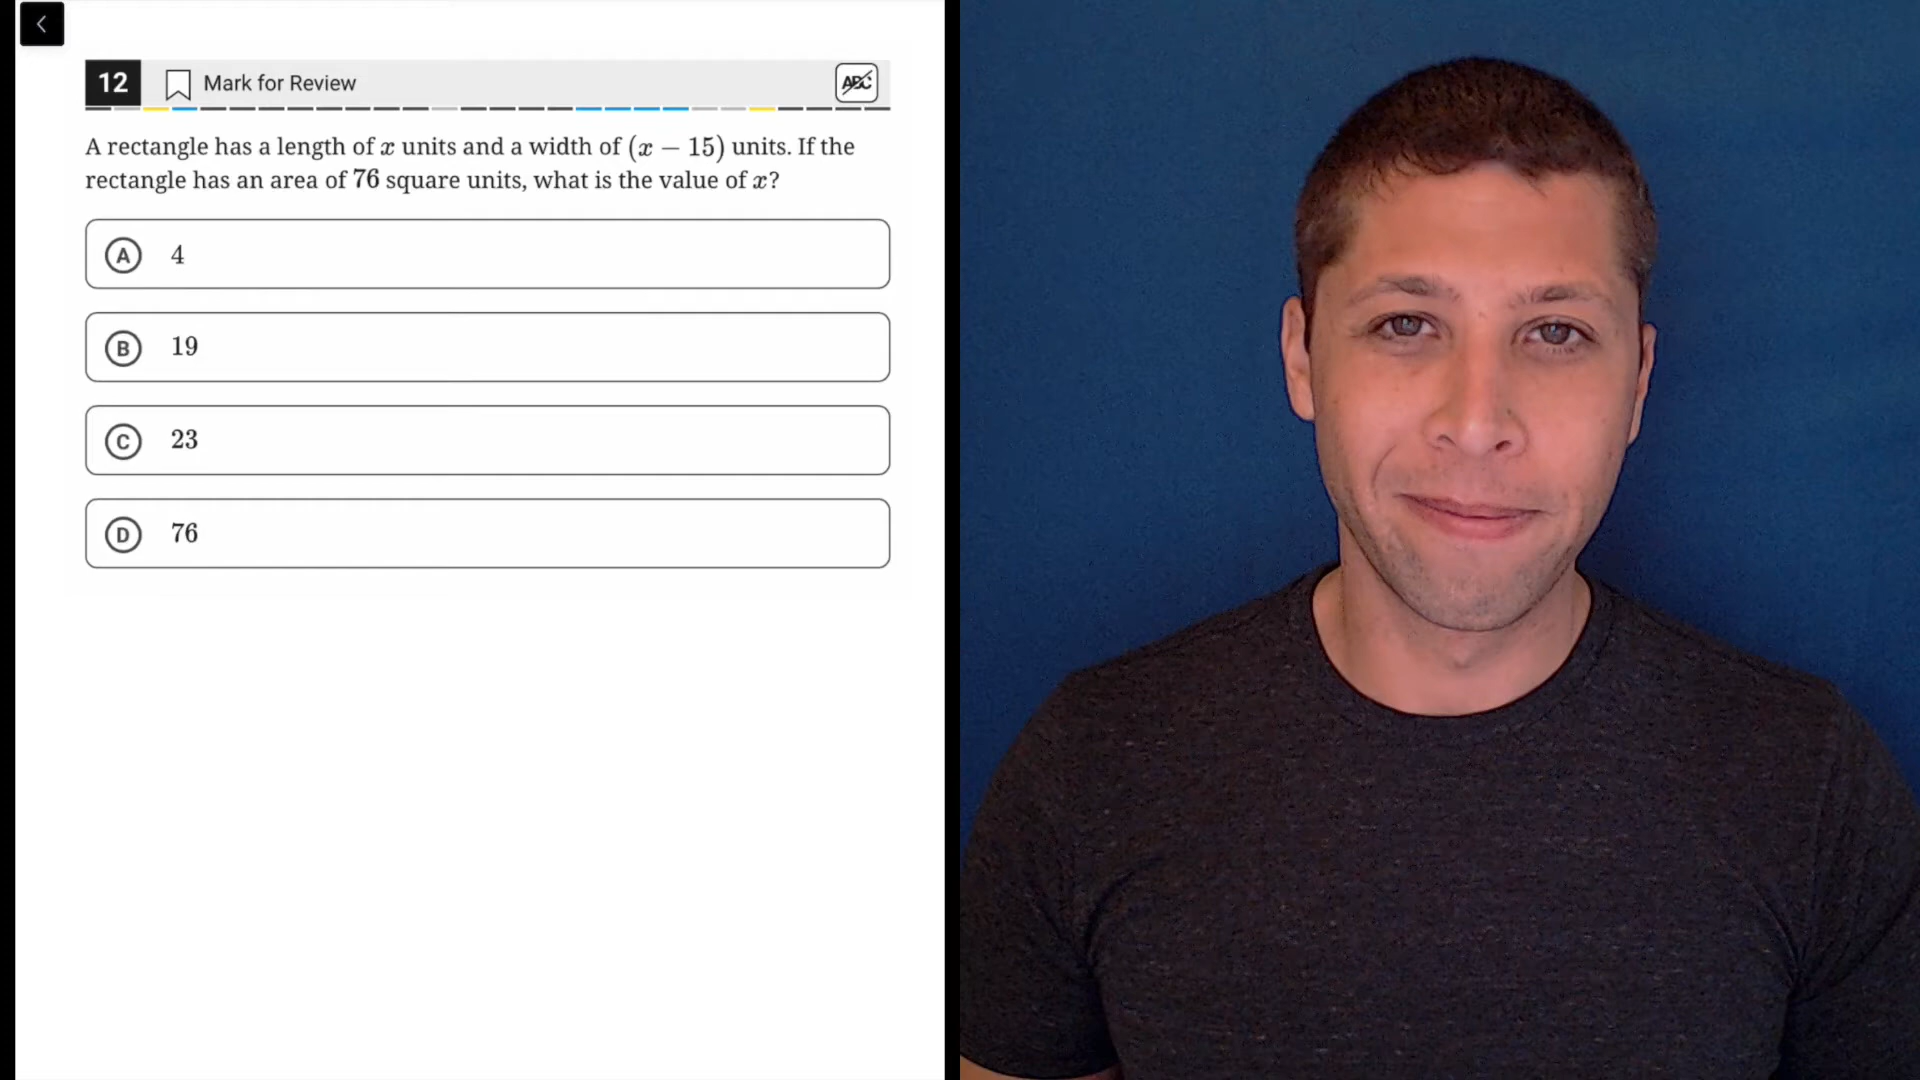 12 Mark for Review ABC
A rectangle has a length of x units and a width of (x − 15) units. If the
rectangle has an area of 76 square units, what is the value of x?
A 4
B 19
C 23
D 76